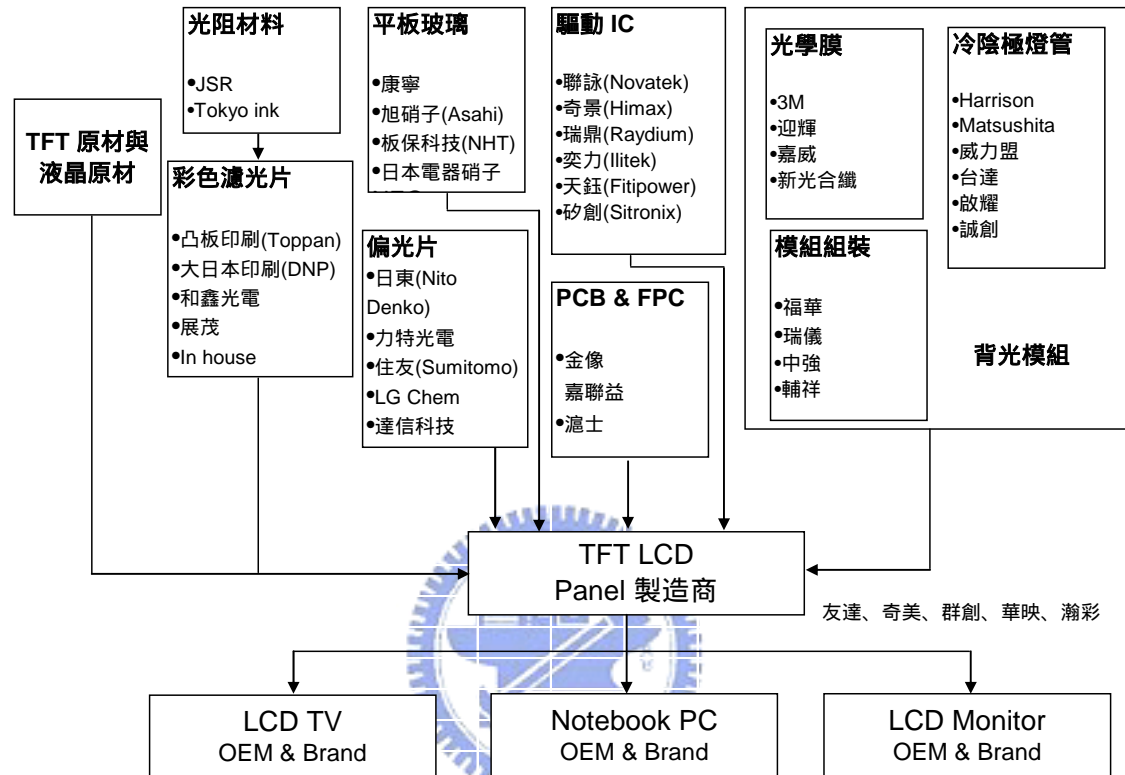 光阻材料
•JSR
•Tokyo ink
平板玻璃
•康寧
•旭硝子(Asahi)
•板保科技(NHT)
•日本電器硝子
驅動 IC
•聯詠(Novatek)
•奇景(Himax)
•瑞鼎(Raydium)
•奕力(Ilitek)
•天鈺(Fitipower)
•矽創(Sitronix)
光學膜
•3M
•迎輝
•嘉威
•新光合纖
冷陰極燈管
•Harrison
•Matsushita
•威力盟
•台達
•啟耀
•誠創
TFT 原材與
液晶原材
彩色濾光片
•凸板印刷(Toppan)
•大日本印刷(DNP)
•和鑫光電
•展茂
•In house
偏光片
•日東(Nito
Denko)
•力特光電
•住友(Sumitomo)
•LG Chem
•達信科技
PCB & FPC
•金像
嘉聯益
•滬士
模組組裝
•福華
•瑞儀
•中強
•輔祥
背光模組
TFT LCD
Panel 製造商
友達、奇美、群創、華映、瀚彩
LCD TV
OEM & Brand
Notebook PC
OEM & Brand
LCD Monitor
OEM & Brand